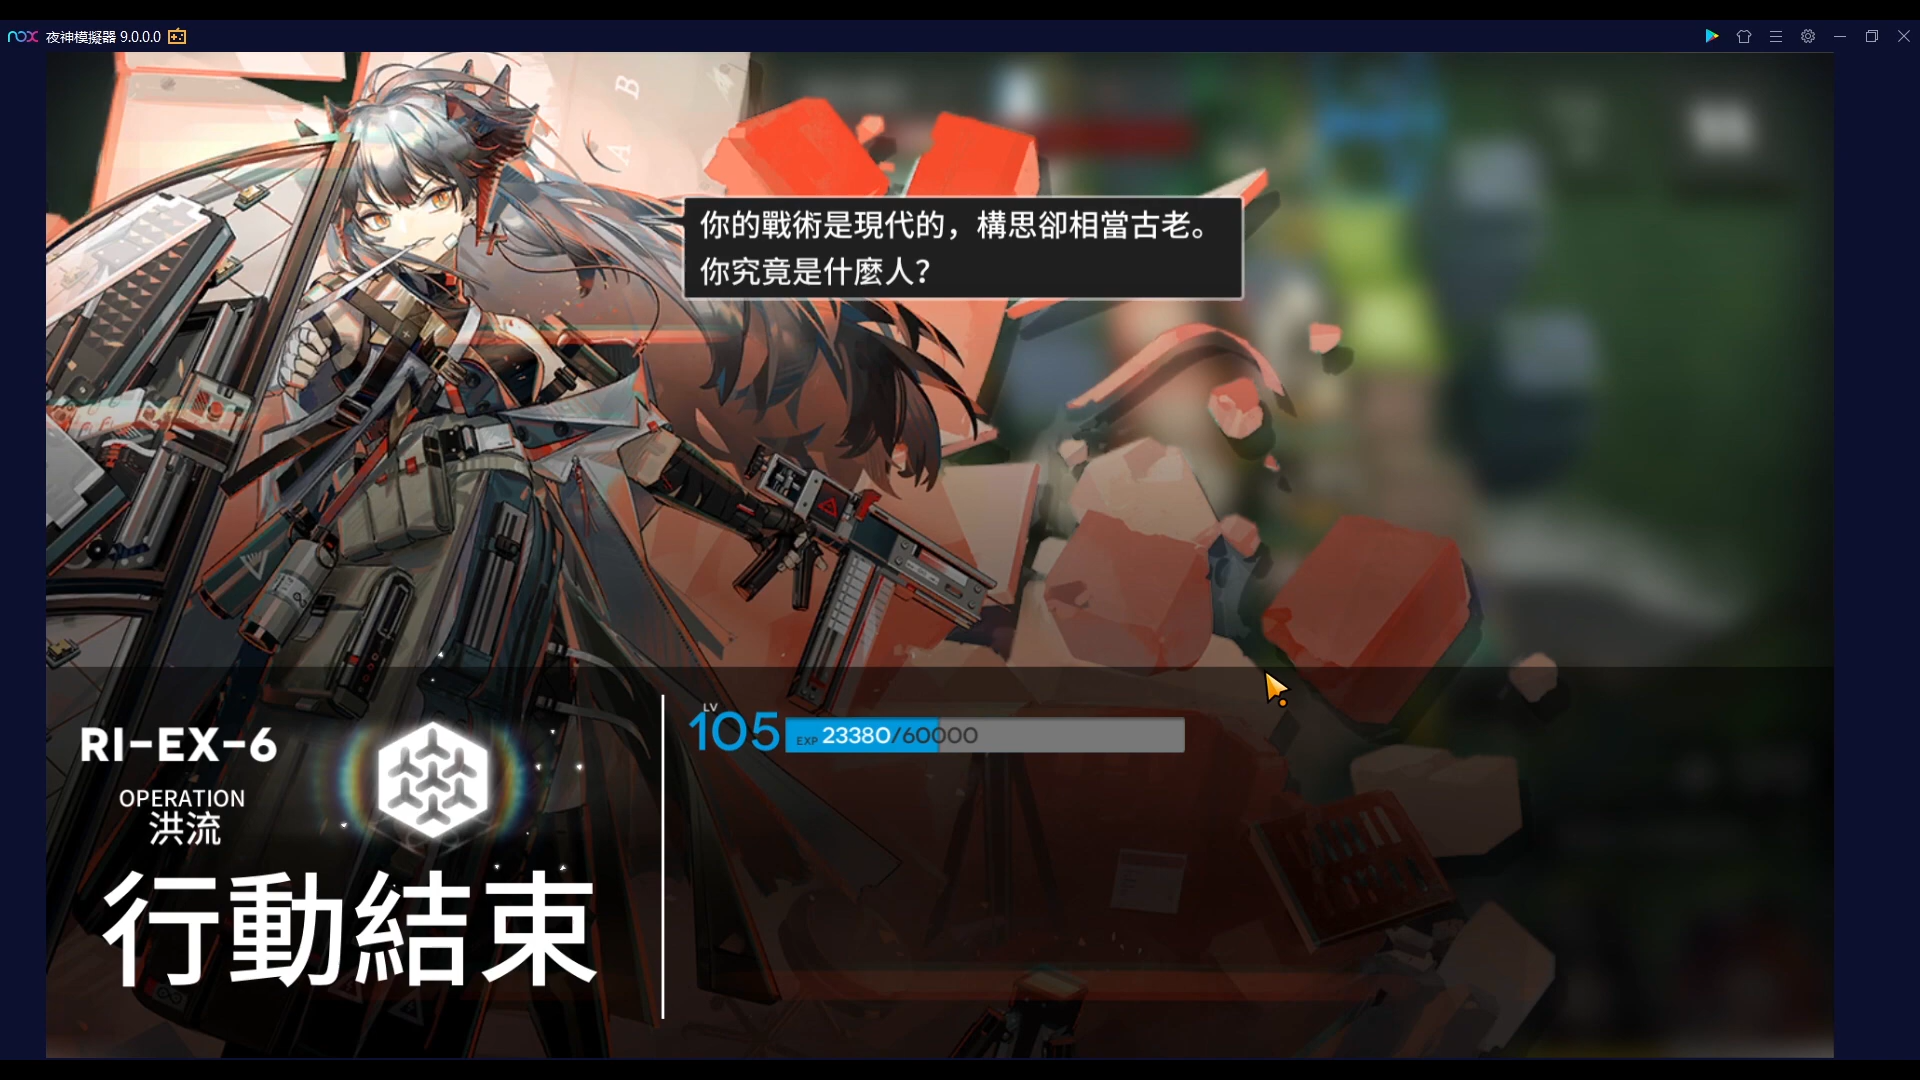 nox 夜神模擬器 9.0.0.0
B
A
你的戰術是現代的，構思卻相當古老。
你究竟是什麼人？
RI-EX-6
OPERATION
洪流
行動結束
LV
105
EXP 23380/60000